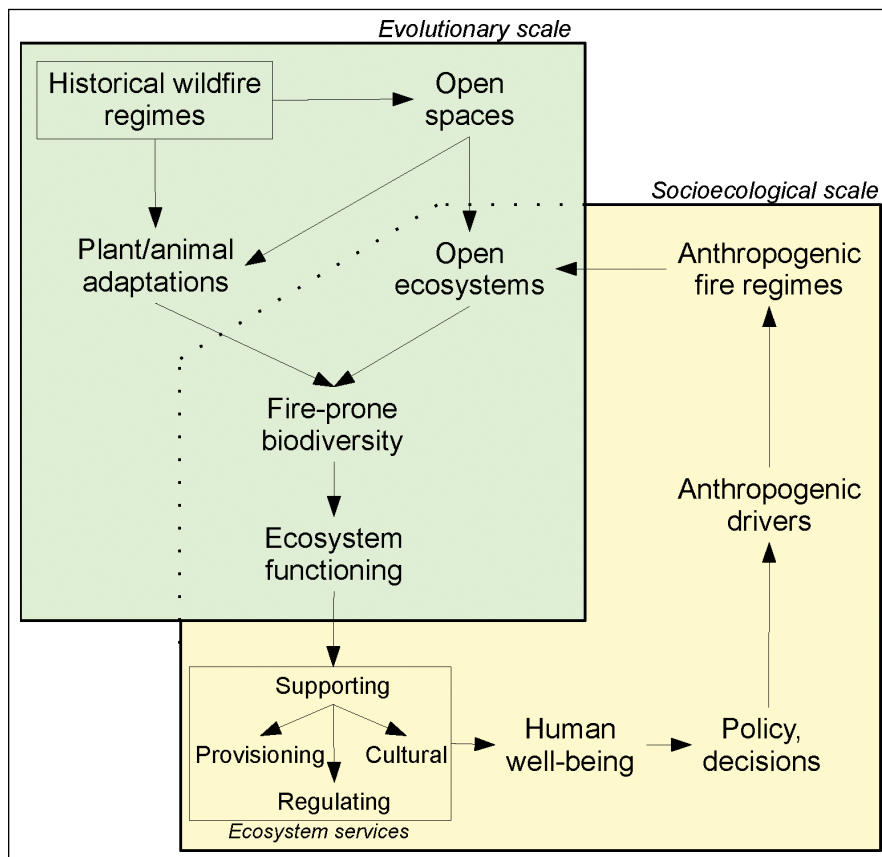 Evolutionary scale
Historical wildfire
regimes
Open
spaces
Socioecological scale
Plant/animal
adaptations
Open
ecosystems
Anthropogenic
fire regimes
Fire-prone
biodiversity
Anthropogenic
drivers
Ecosystem
functioning
Supporting
Provisioning
Cultural
Regulating
Ecosystem services
Human
well-being
Policy,
decisions